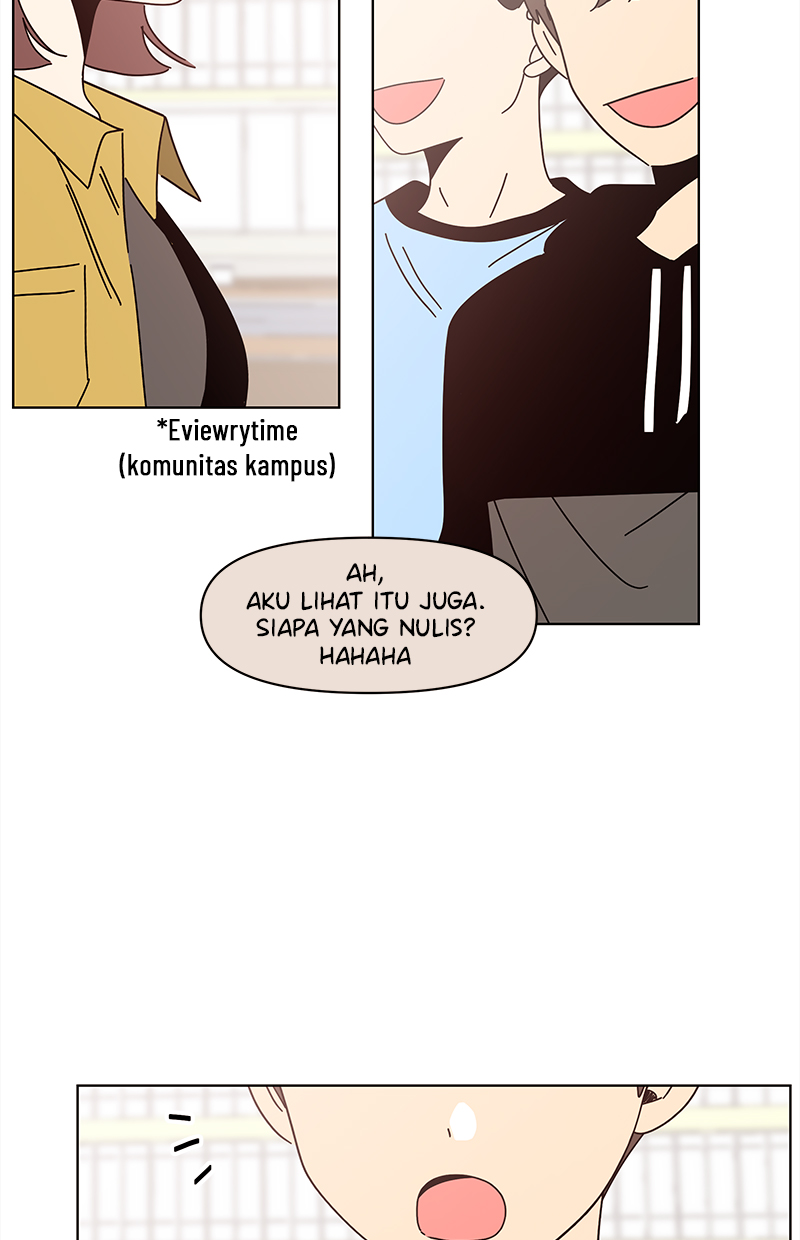 *Eviewrytime
(komunitas kampus)
AH,
AKU LIHAT ITU JUGA.
SIAPA YANG NULIS?
HAHAHA